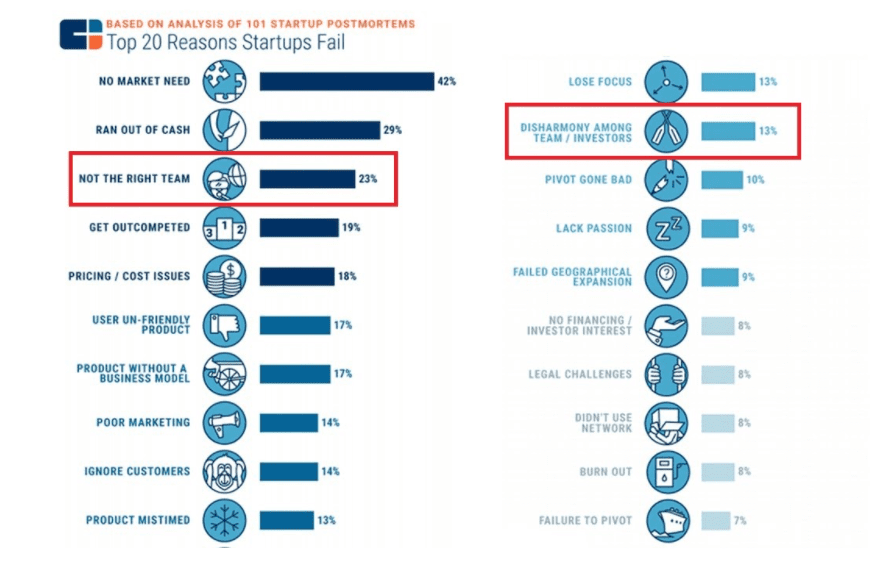 BASED ON ANALYSIS OF 101 STARTUP POSTMORTEMS
Top 20 Reasons Startups Fail
NO MARKET NEED
42%
RAN OUT OF CASH
29%
NOT THE RIGHT TEAM
23%
GET OUTCOMPETED
3 1 2
19%
PRICING / COST ISSUES
$
18%
USER UN-FRIENDLY
PRODUCT
17%
PRODUCT WITHOUT A
BUSINESS MODEL
17%
POOR MARKETING
14%
IGNORE CUSTOMERS
14%
PRODUCT MISTIMED
13%
LOSE FOCUS
13%
DISHARMONY AMONG
TEAM / INVESTORS
13%
PIVOT GONE BAD
10%
LACK PASSION
ZZ
9%
FAILED GEOGRAPHICAL
EXPANSION
?
9%
NO FINANCING /
INVESTOR INTEREST
8%
LEGAL CHALLENGES
8%
DIDN'T USE
NETWORK
8%
BURN OUT
8%
FAILURE TO PIVOT
7%